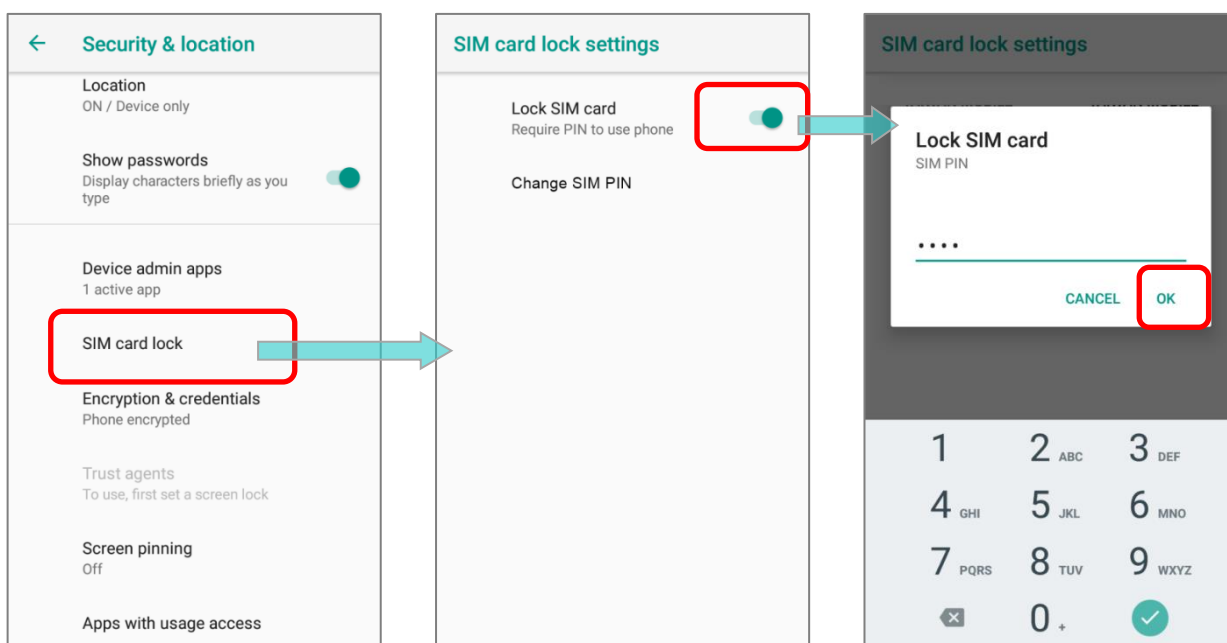 Security & location
Location
ON / Device only
Show passwords
Display characters briefly as you
type
Device admin apps
1 active app
SIM card lock
Encryption & credentials
Phone encrypted
Trust agents
To use, first set a screen lock
Screen pinning
Off
Apps with usage access
SIM card lock settings
Lock SIM card
Require PIN to use phone
Change SIM PIN
SIM card lock settings
Lock SIM card
SIM PIN
....
CANCEL OK
1 2 ABC 3 DEF
4 GHI 5 JKL 6 MNO
7 PQRS 8 TUV 9 WXYZ
0 +